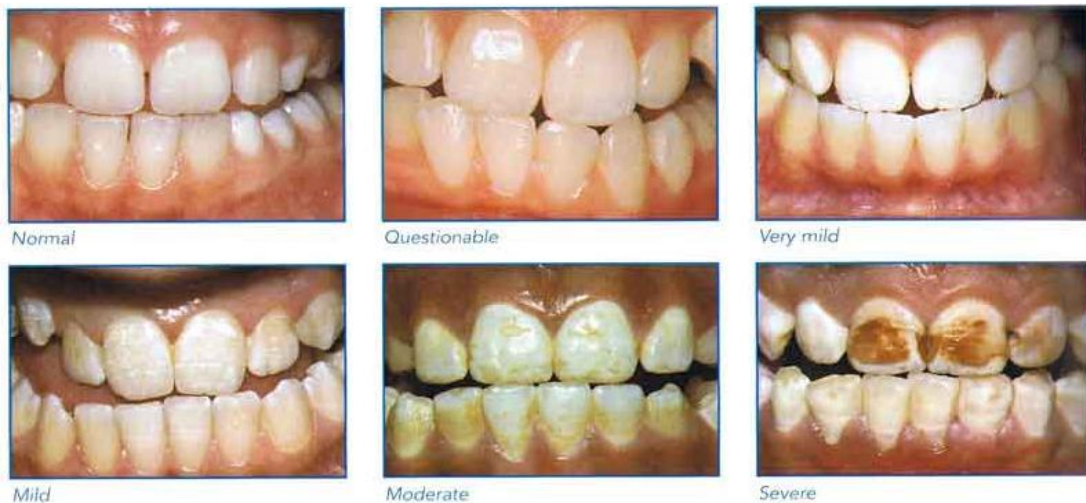 Normal
Questionable
Very mild
Mild
Moderate
Severe